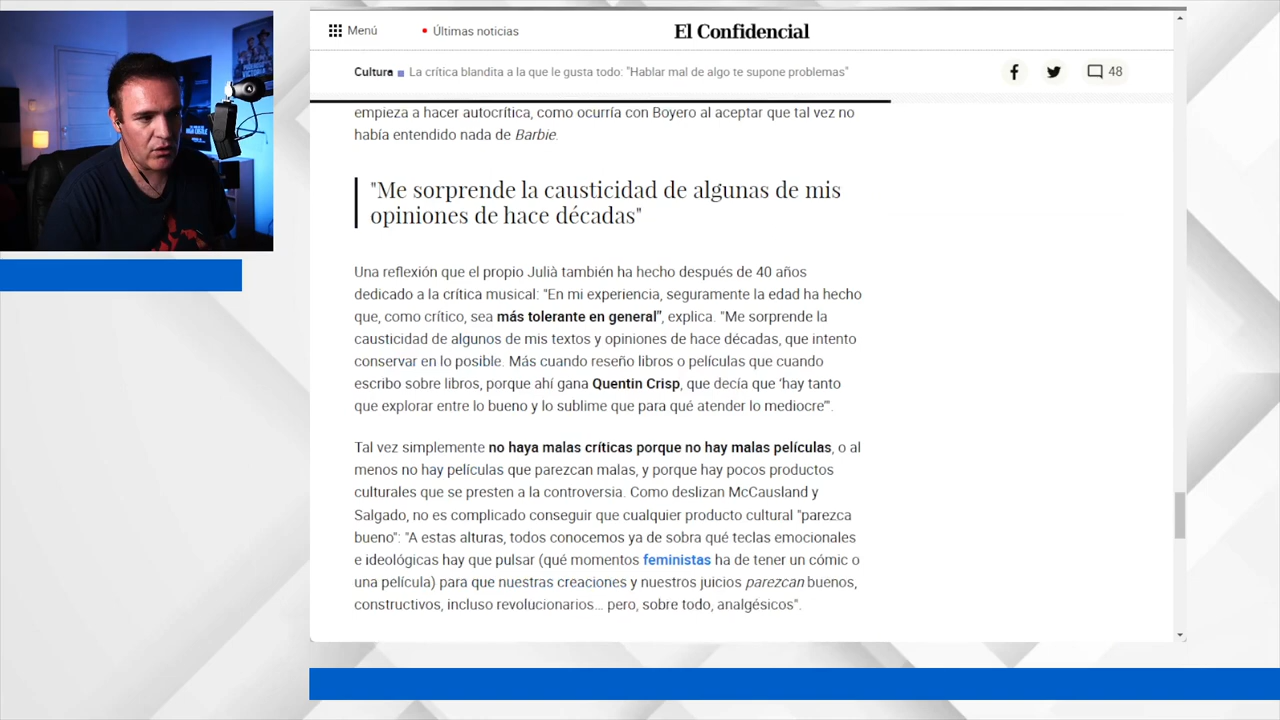 Menú
Últimas noticias
El Confidencial
Cultura
La crítica blandita a la que le gusta todo: "Hablar mal de algo te supone problemas"
48
empieza a hacer autocrítica, como ocurría con Boyero al aceptar que tal vez no
había entendido nada de Barbie.
"Me sorprende la causticidad de algunas de mis
opiniones de hace décadas"
Una reflexión que el propio Julià también ha hecho después de 40 años
dedicado a la crítica musical: "En mi experiencia, seguramente la edad ha hecho
que, como crítico, sea más tolerante en general", explica. "Me sorprende la
causticidad de algunos de mis textos y opiniones de hace décadas, que intento
conservar en lo posible. Más cuando reseño libros o películas que cuando
escribo sobre libros, porque ahí gana Quentin Crisp, que decía que 'hay tanto
que explorar entre lo bueno y lo sublime que para qué atender lo mediocre'".
Tal vez simplemente no haya malas críticas porque no hay malas películas, o al
menos no hay películas que parezcan malas, y porque hay pocos productos
culturales que se presten a la controversia. Como deslizan McCausland y
Salgado, no es complicado conseguir que cualquier producto cultural "parezca
bueno": "A estas alturas, todos conocemos ya de sobra qué teclas emocionales
e ideológicas hay que pulsar (qué momentos feministas ha de tener un cómic o
una película) para que nuestras creaciones y nuestros juicios parezcan buenos,
constructivos, incluso revolucionarios… pero, sobre todo, analgésicos".